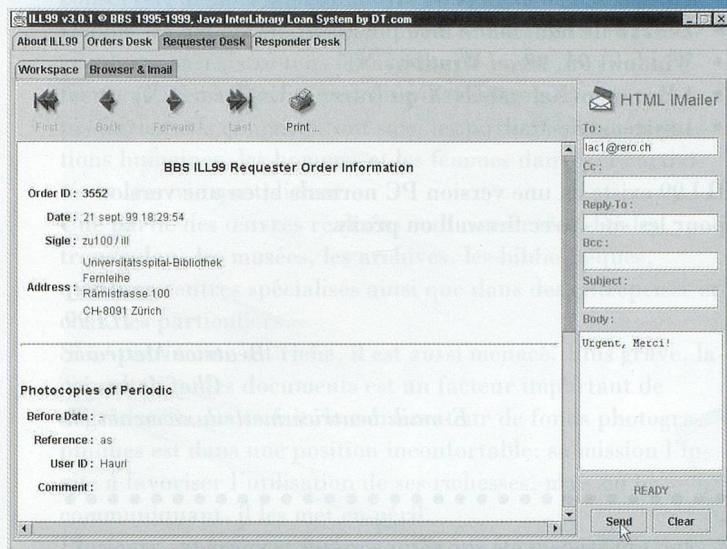 ILL99 v3.0.1 ® BBS 1995-1999, Java InterLibrary Loan System by DT.com
About ILL99 Orders Desk Requester Desk Responder Desk
Workspace Browser & Imail
First Back Forward Last Print...
BBS ILL99 Requester Order Information
Order ID: 3552
Date: 21 sept. 99 18:29:54
Sigle: zu100 / ill
Address: Universitätsspital-Bibliothek
Fernleihe
Rämistrasse 100
CH-8091 Zürich
Photocopies of Periodic
Before Date: -
Reference: as
User ID: Hauri
Comment:
HTML IMailer
To:
lac1@rero.ch
Cc:
Reply-To:
Bcc:
Subject:
Body:
Urgent, Merci!
READY
Send Clear